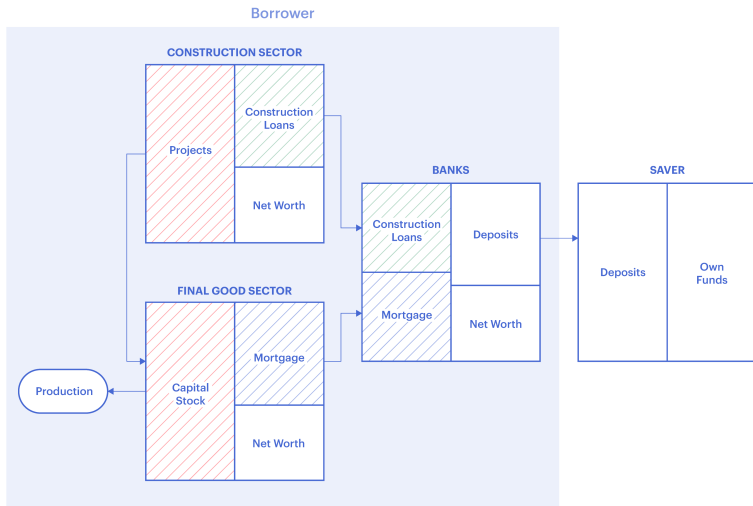 Borrower
CONSTRUCTION SECTOR
Projects
Construction
Loans
Net Worth
BANKS
Construction
Loans
Mortgage
Deposits
Net Worth
SAVER
Deposits
Own
Funds
FINAL GOOD SECTOR
Capital
Stock
Mortgage
Net Worth
Production